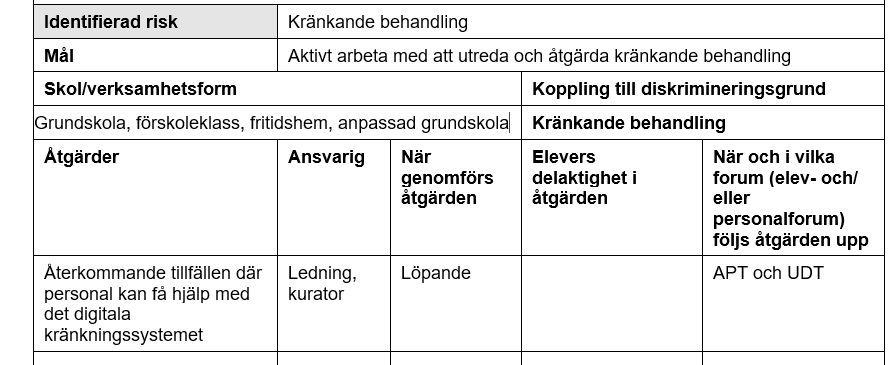 Identifierad risk
Kränkande behandling
Mål
Aktivt arbeta med att utreda och åtgärda kränkande behandling
Skol/verksamhetsform
Koppling till diskrimineringsgrund
Grundskola, förskoleklass, fritidshem, anpassad grundskola
Kränkande behandling
Åtgärder
Ansvarig
När
genomförs
åtgärden
Elevers
delaktighet i
åtgärden
När och i vilka
forum (elev- och/
eller
personalforum)
följs åtgärden upp
Återkommande tillfällen där
personal kan få hjälp med
det digitala
kränkningssystemet
Ledning,
kurator
Löpande
APT och UDT